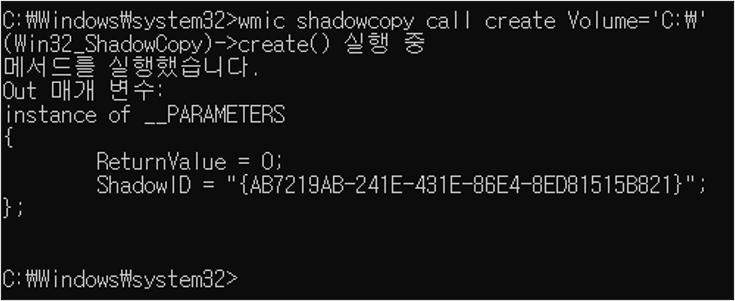 C:₩Windows₩system32>wmic shadowcopy call create Volume='C:₩'
(Win32_ShadowCopy)->create() 실행 중
메서드를 실행했습니다.
Out 매개 변수:
instance of __PARAMETERS
{
        ReturnValue = 0;
        ShadowID = "{AB7219AB-241E-431E-86E4-8ED81515B821}";
};
C:₩Windows₩system32>